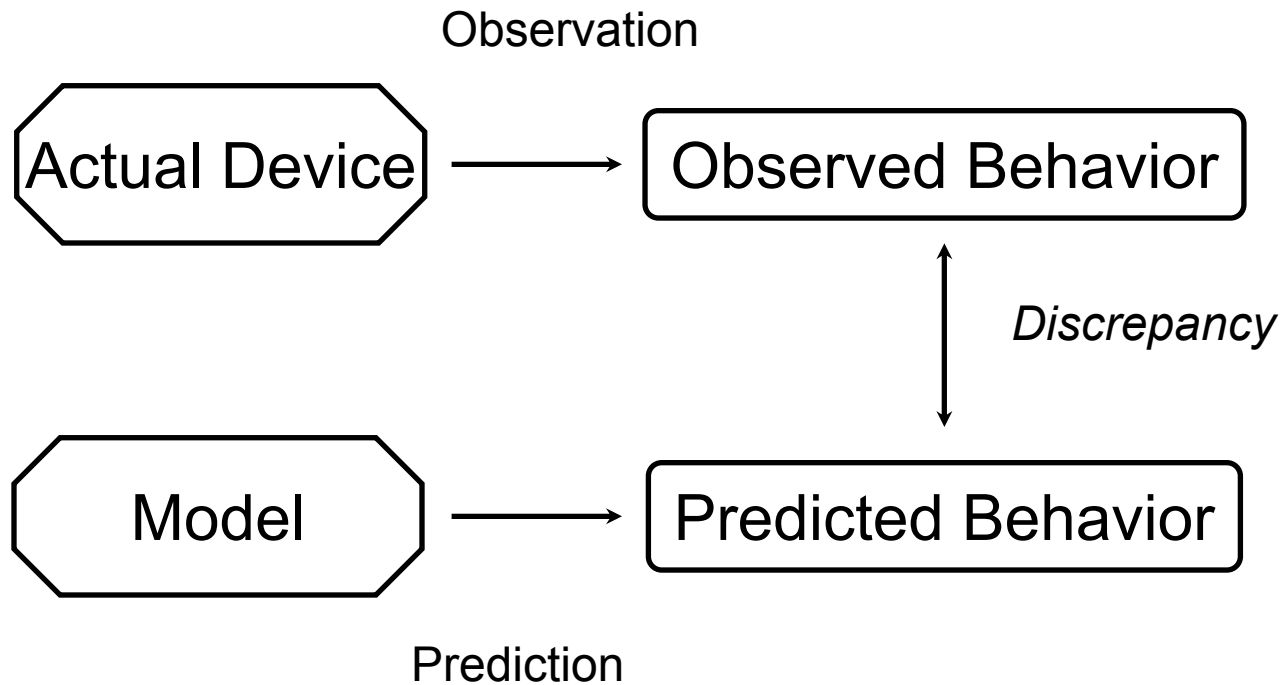 Observation
Actual Device
Observed Behavior
Discrepancy
Model
Predicted Behavior
Prediction